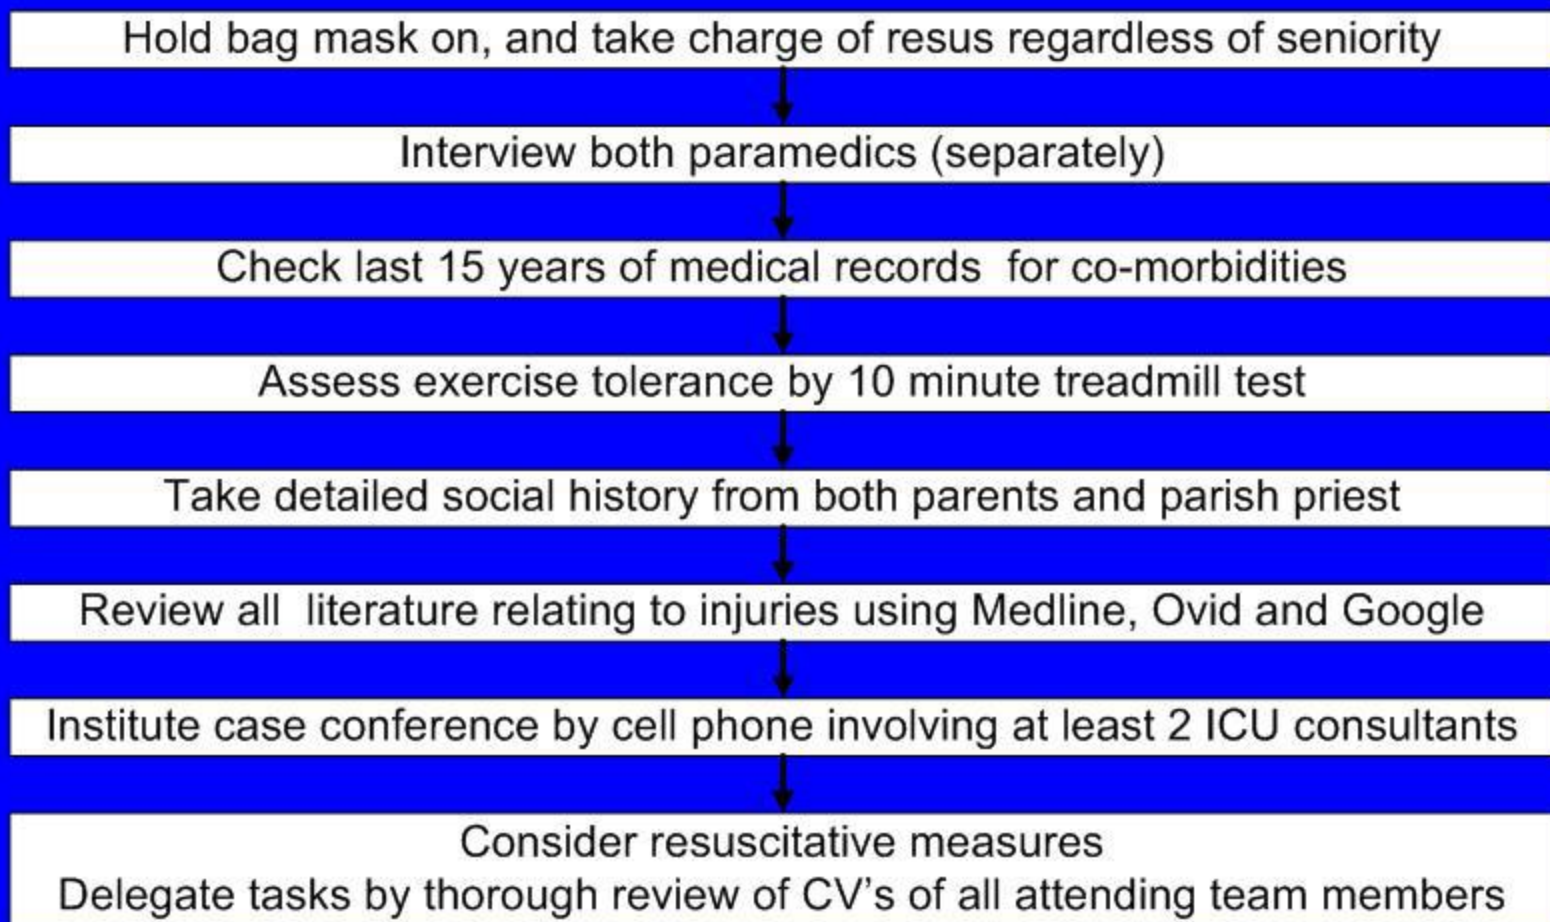 Hold bag mask on, and take charge of resus regardless of seniority
Interview both paramedics (separately)
Check last 15 years of medical records  for co-morbidities
Assess exercise tolerance by 10 minute treadmill test
Take detailed social history from both parents and parish priest
Review all  literature relating to injuries using Medline, Ovid and Google
Institute case conference by cell phone involving at least 2 ICU consultants
Consider resuscitative measures
Delegate tasks by thorough review of CV's of all attending team members